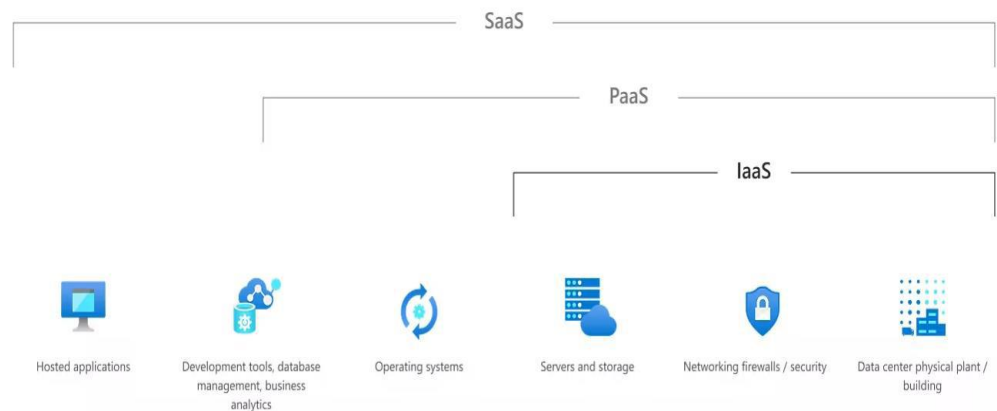 SaaS
PaaS
IaaS
Hosted applications
Development tools, database
management, business
analytics
Operating systems
Servers and storage
Networking firewalls / security
Data center physical plant /
building